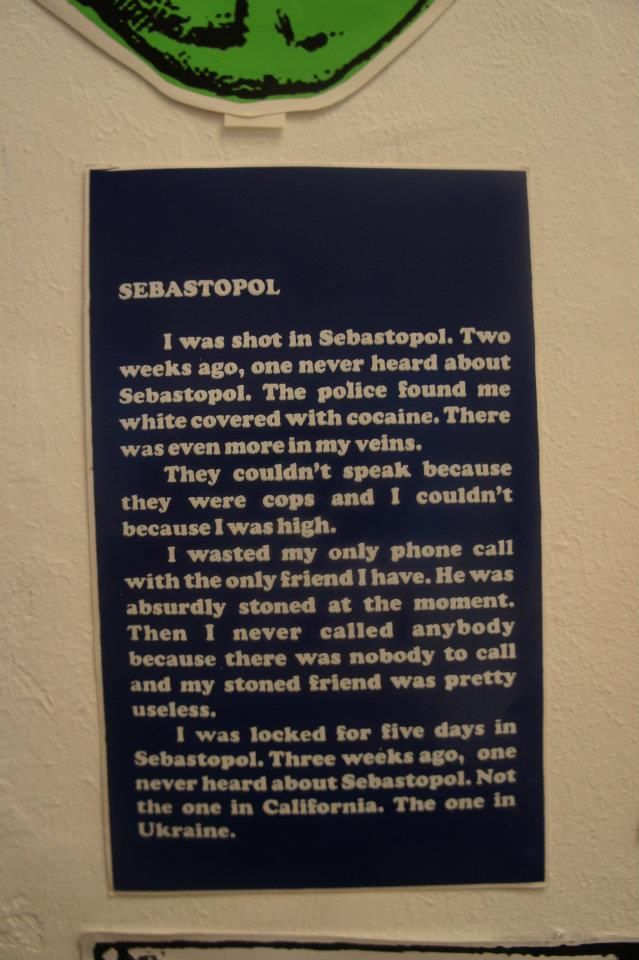 SEBASTOPOL
I was shot in Sebastopol. Two
weeks ago, one never heard about
Sebastopol. The police found me
white covered with cocaine. There
was even more in my veins.
They couldn't speak because
they were cops and I couldn't
because I was high.
I wasted my only phone call
with the only friend I have. He was
absurdly stoned at the moment.
Then I never called anybody
because there was nobody to call
and my stoned friend was pretty
useless.
I was locked for five days in
Sebastopol. Three weeks ago, one
never heard about Sebastopol. Not
the one in California. The one in
Ukraine.